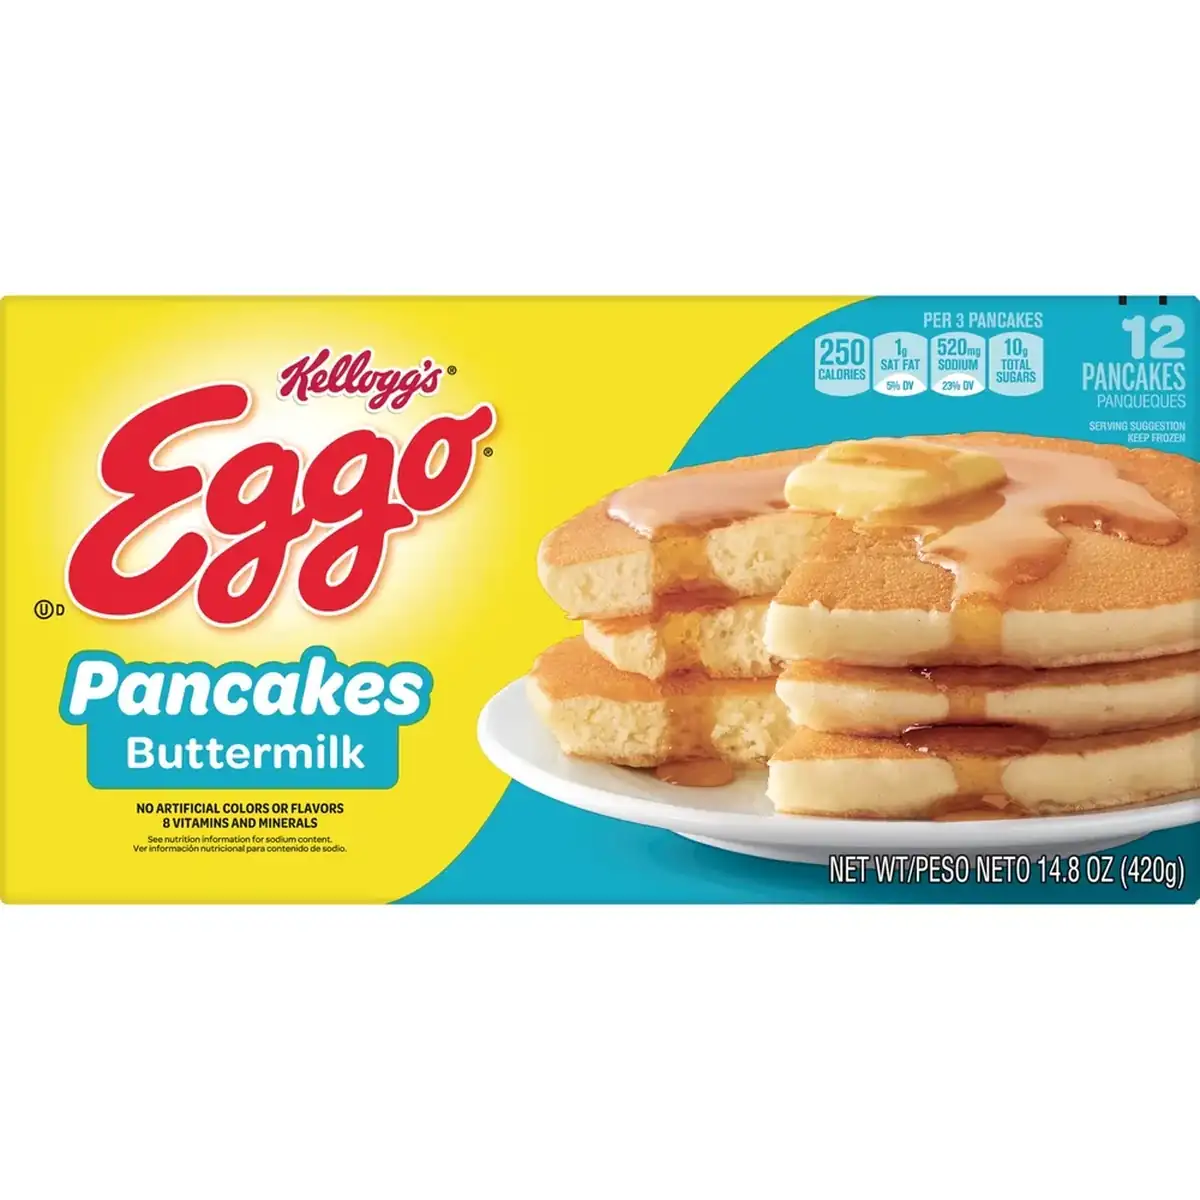 Kellogg's®
Eggo®
Ⓤ D
Pancakes
Buttermilk
NO ARTIFICIAL COLORS OR FLAVORS
8 VITAMINS AND MINERALS
See nutrition information for sodium content.
Ver información nutricional para contenido de sodio.
PER 3 PANCAKES
250 CALORIES
1g SAT FAT 5% DV
520mg SODIUM 23% DV
10g TOTAL SUGARS
12
PANCAKES
PANQUEQUES
SERVING SUGGESTION
KEEP FROZEN
NET WT/PESO NETO 14.8 OZ (420g)